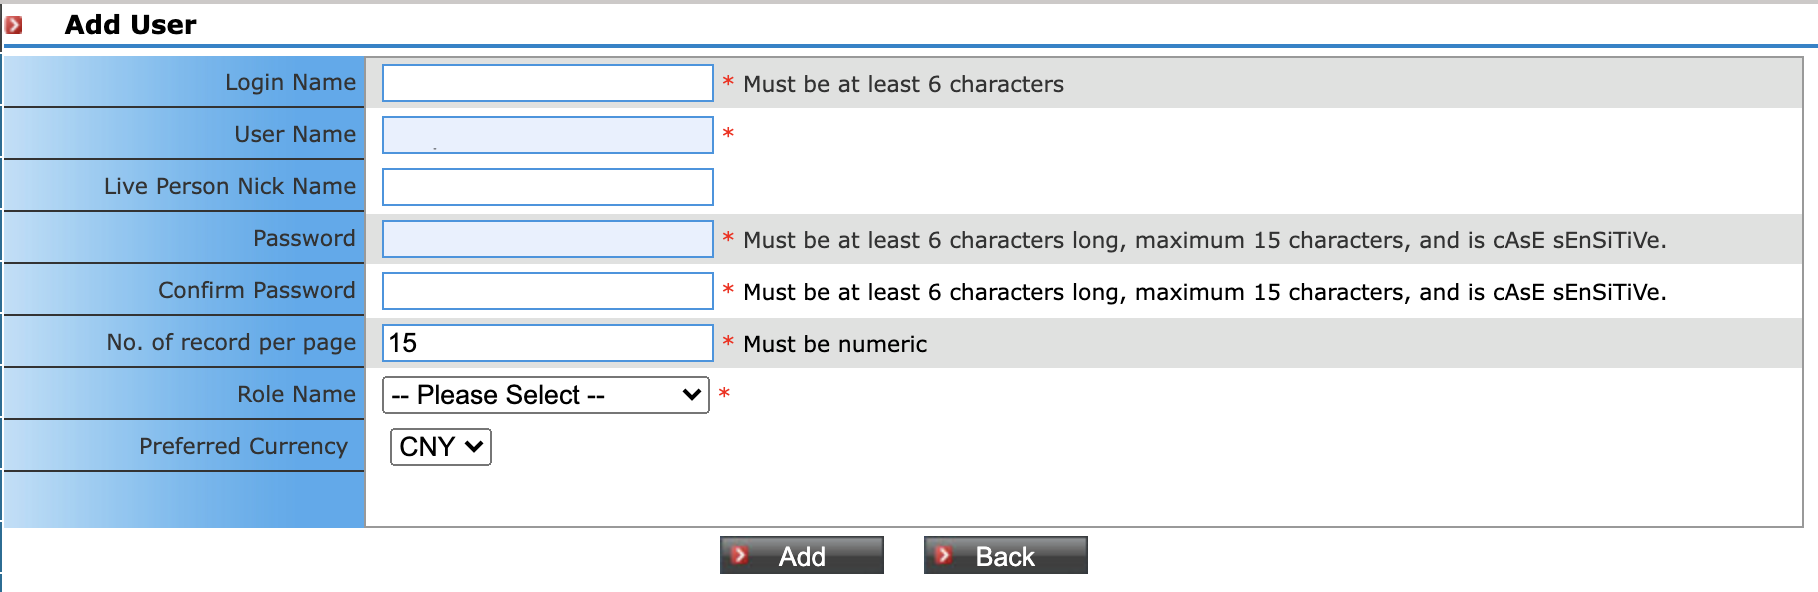 Add User
Login Name * Must be at least 6 characters
User Name *
Live Person Nick Name
Password * Must be at least 6 characters long, maximum 15 characters, and is cAsE sEnSiTiVe.
Confirm Password * Must be at least 6 characters long, maximum 15 characters, and is cAsE sEnSiTiVe.
No. of record per page 15 * Must be numeric
Role Name -- Please Select -- *
Preferred Currency CNY
Add Back